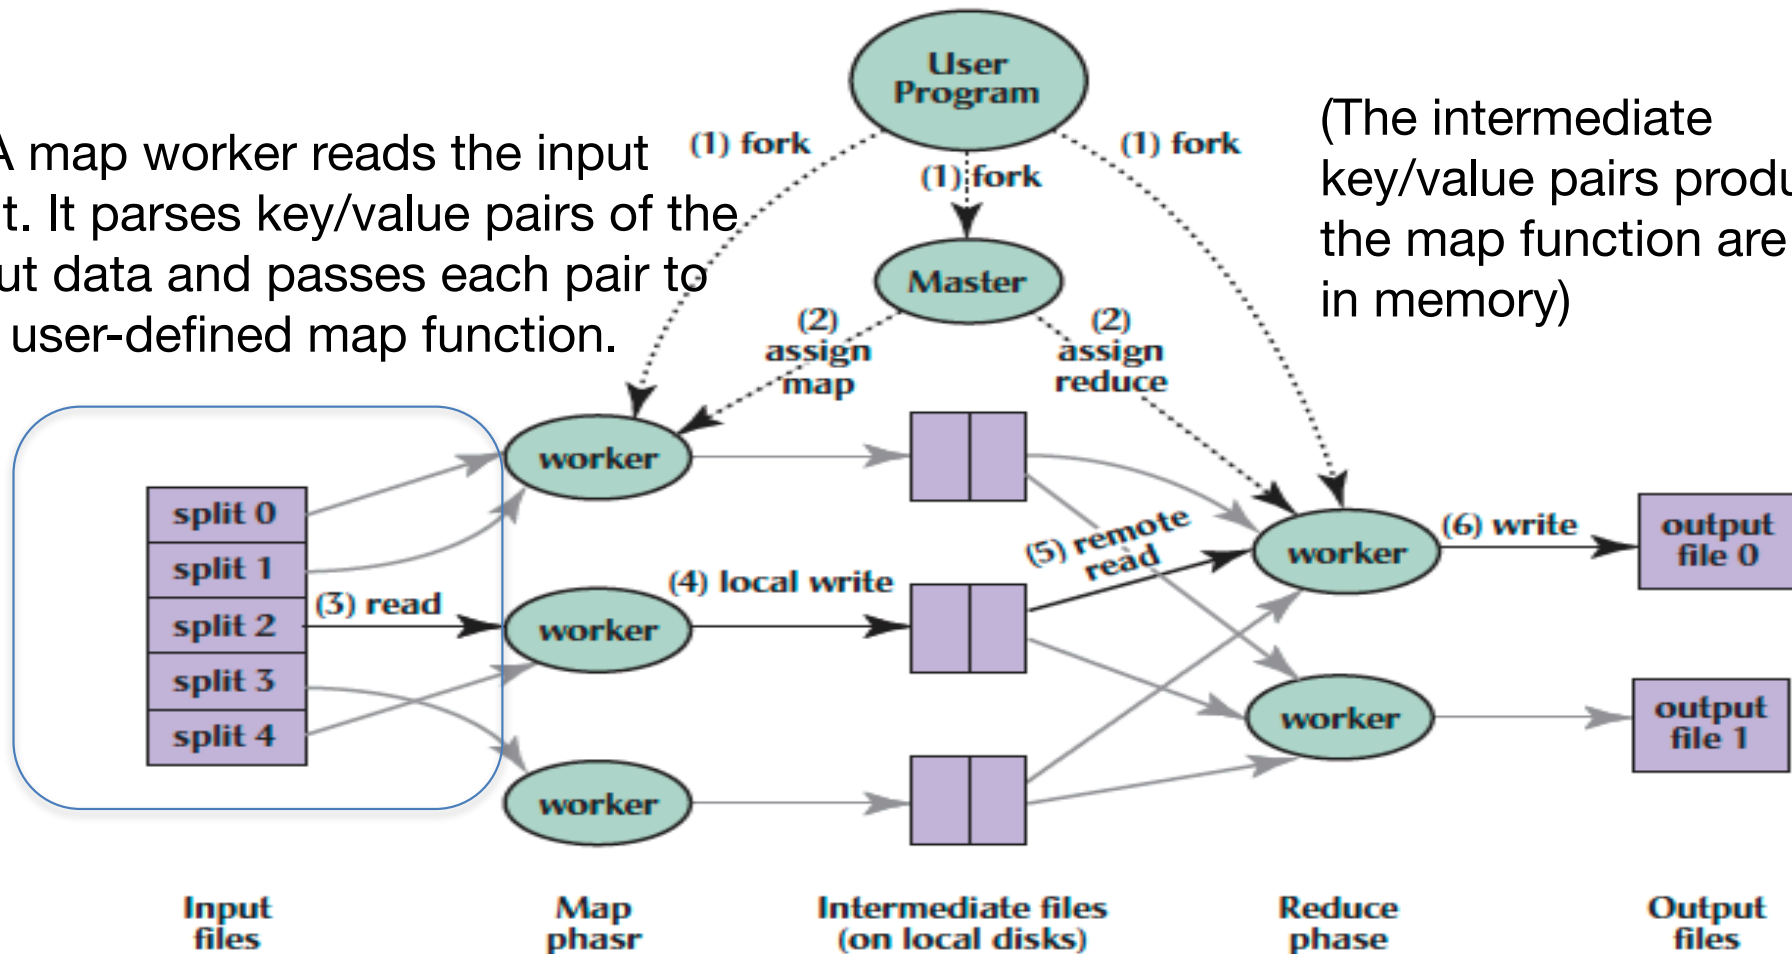 User
Program
A map worker reads the input
t. It parses key/value pairs of the
ut data and passes each pair to
user-defined map function.
(The intermediate
key/value pairs produ
the map function are
in memory)
(1) fork
(1) fork
(1) fork
Master
(2)
assign
map
(2)
assign
reduce
split 0
split 1
split 2
split 3
split 4
(3) read
worker
worker
worker
(4) local write
(5) remote
read
worker
worker
(6) write
output
file 0
output
file 1
Input
files
Map
phasr
Intermediate files
(on local disks)
Reduce
phase
Output
files